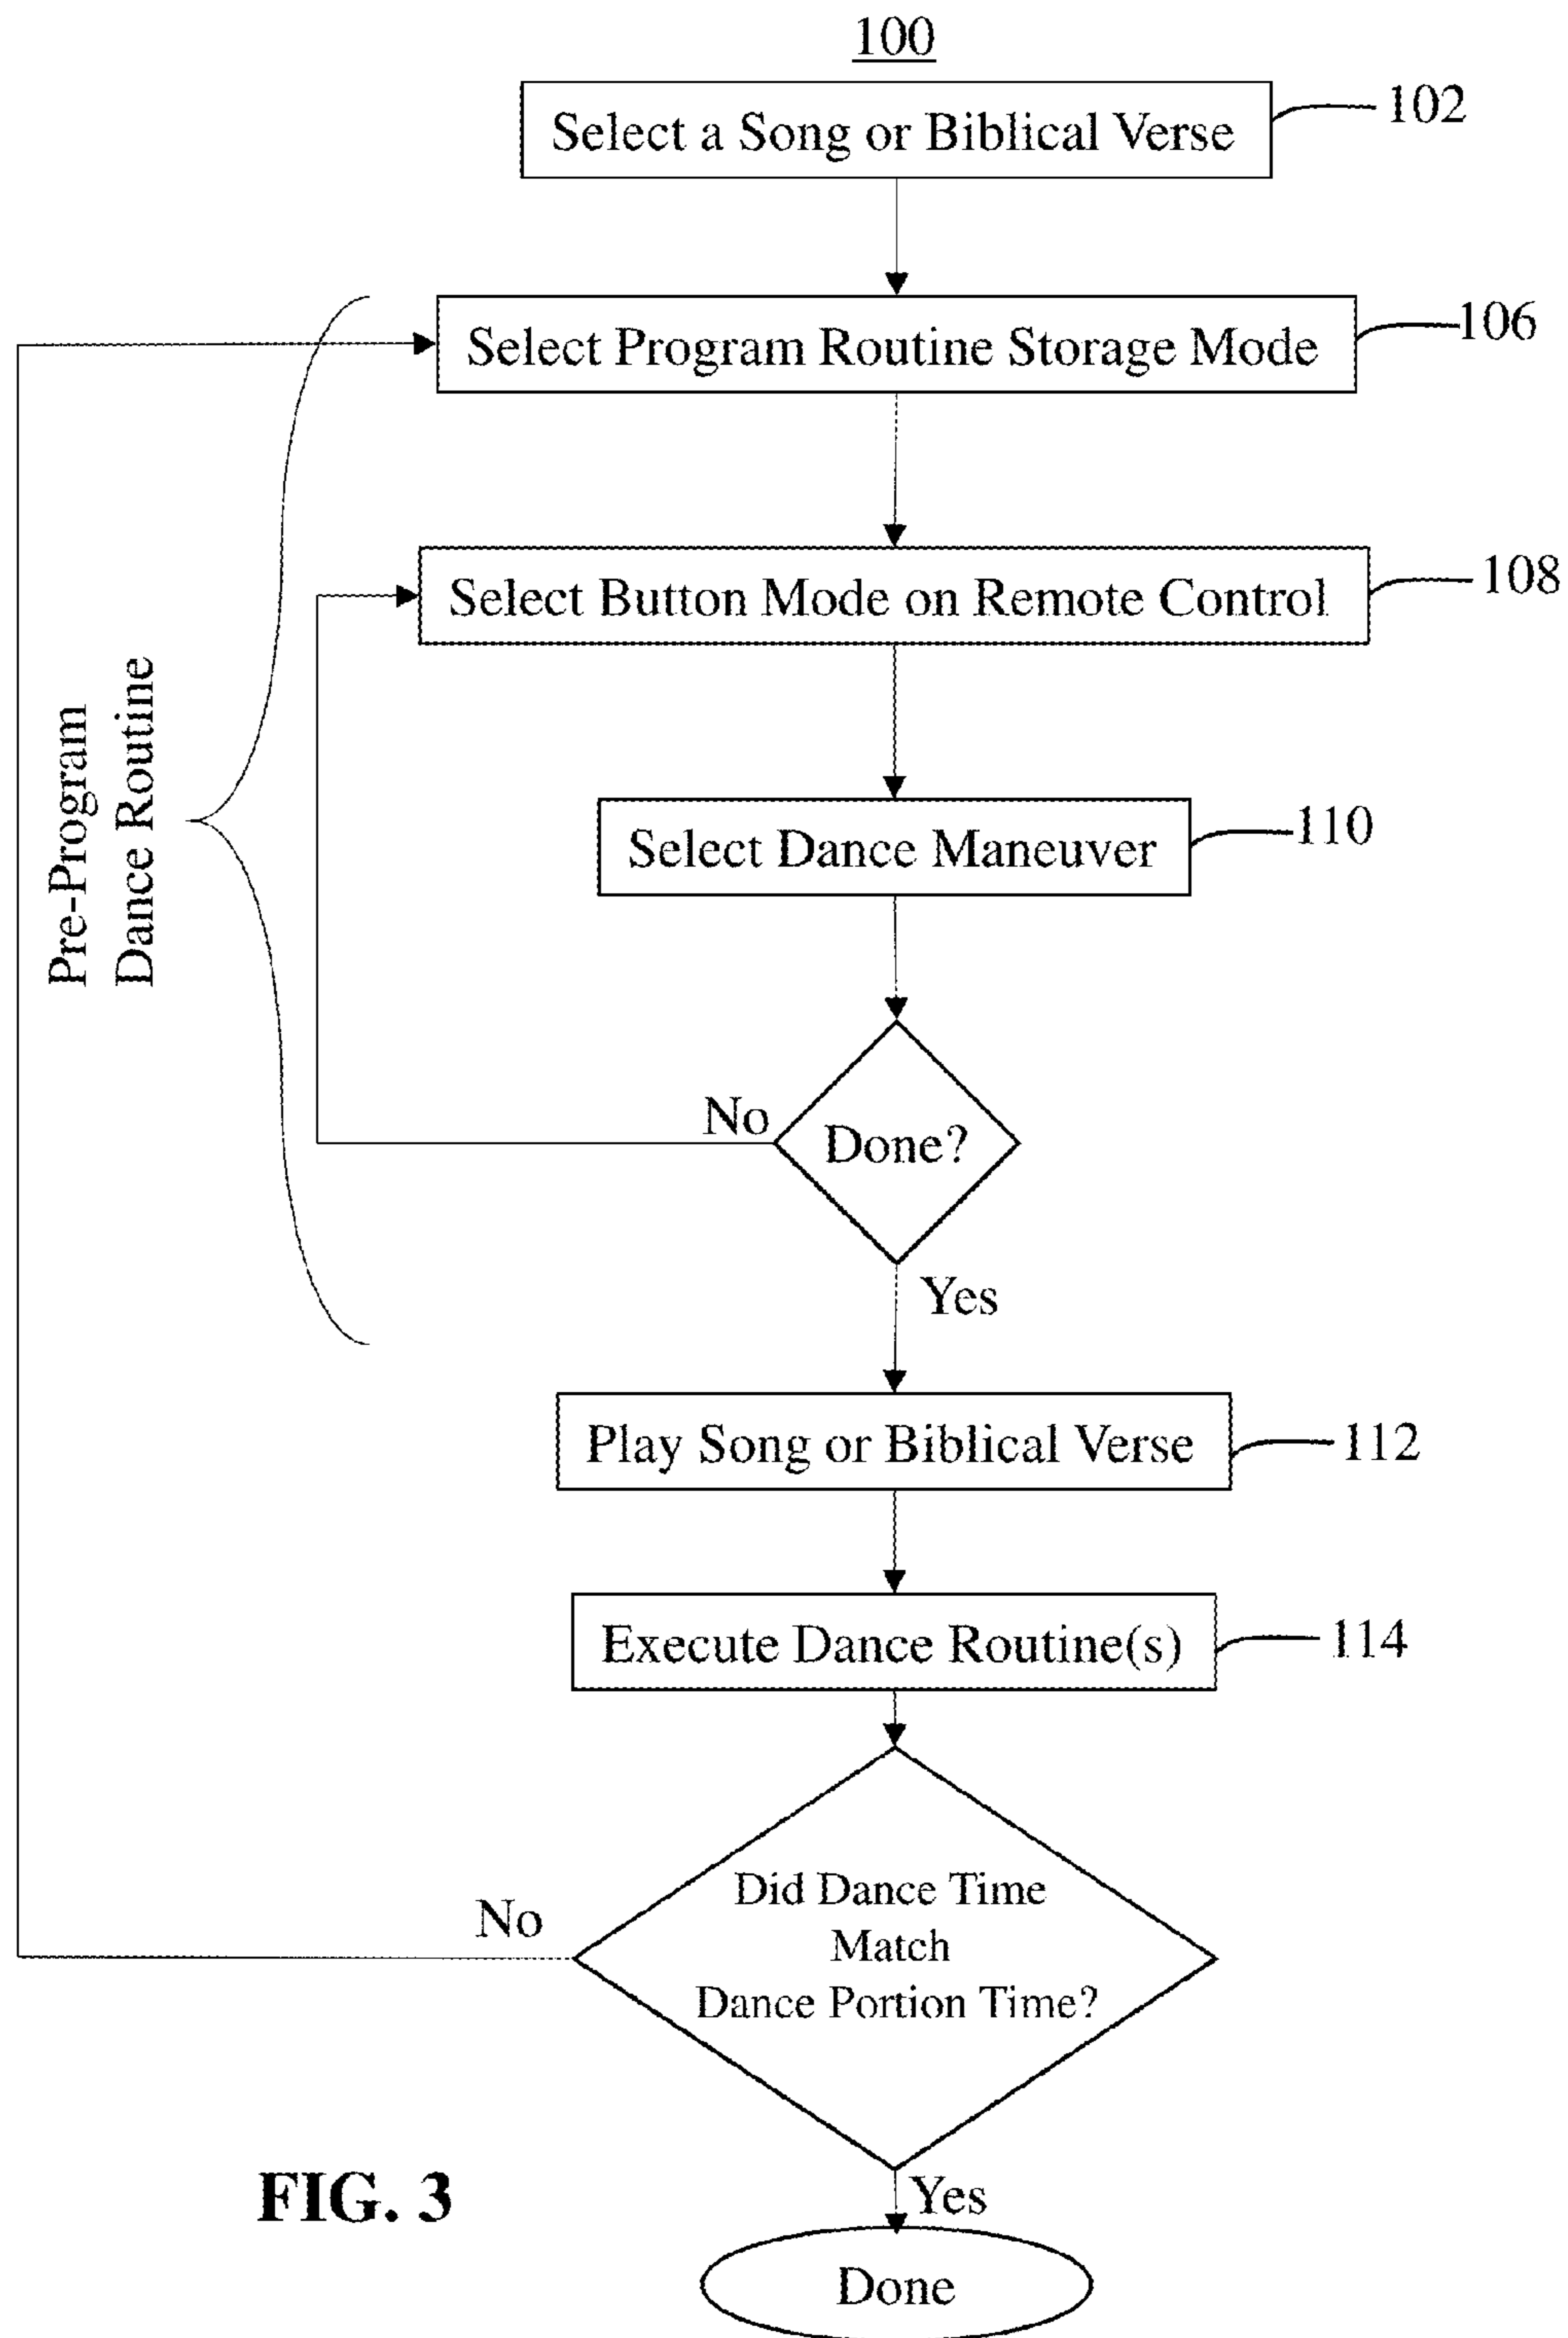 100
Select a Song or Biblical Verse
102
Select Program Routine Storage Mode
106
Select Button Mode on Remote Control
108
Pre-Program
Dance Routine
Select Dance Maneuver
110
No
Done?
Yes
Play Song or Biblical Verse
112
Execute Dance Routine(s)
114
No
Did Dance Time
Match
Dance Portion Time?
Yes
FIG. 3
Done